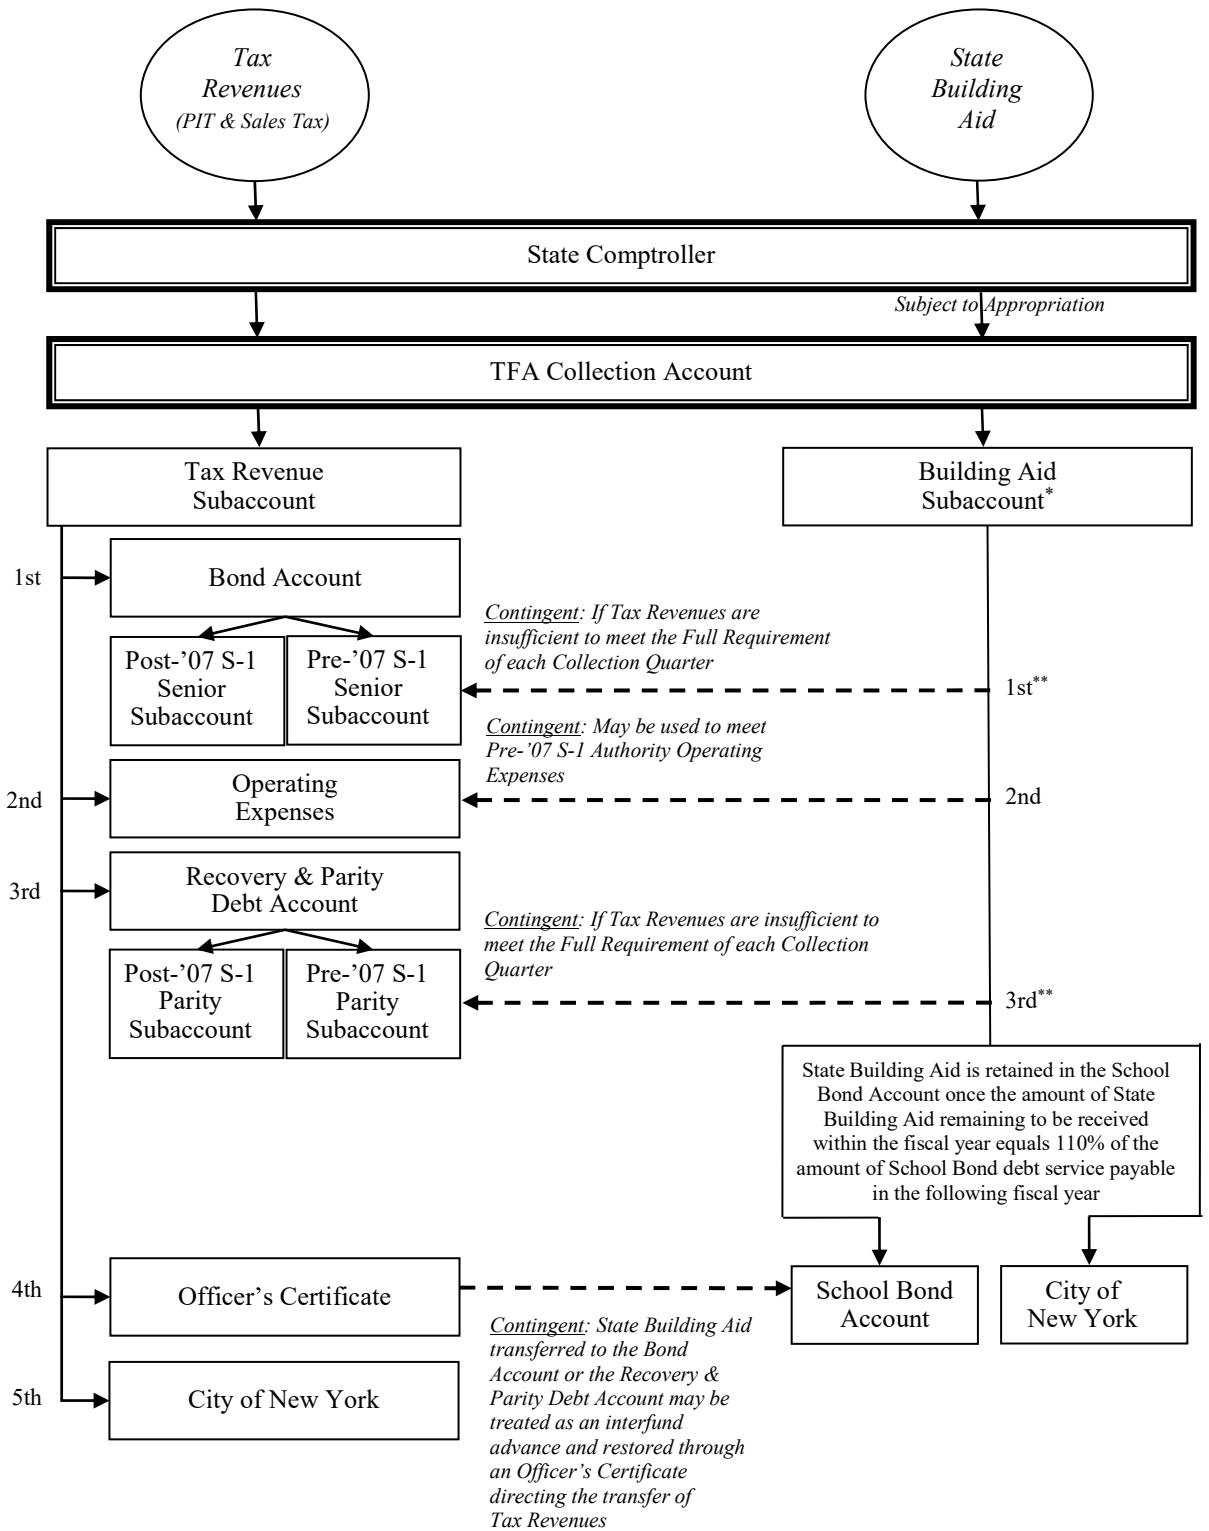 Tax
Revenues
(PIT & Sales Tax)
State
Building
Aid
State Comptroller
Subject to Appropriation
TFA Collection Account
Tax Revenue
Subaccount
Building Aid
Subaccount*
1st
Bond Account
Contingent: If Tax Revenues are
insufficient to meet the Full Requirement
of each Collection Quarter
Post-’07 S-1
Senior
Subaccount
Pre-’07 S-1
Senior
Subaccount
1st**
Contingent: May be used to meet
Pre-’07 S-1 Authority Operating
Expenses
2nd
Operating
Expenses
2nd
3rd
Recovery & Parity
Debt Account
Contingent: If Tax Revenues are insufficient to
meet the Full Requirement of each Collection
Quarter
Post-’07 S-1
Parity
Subaccount
Pre-’07 S-1
Parity
Subaccount
3rd**
State Building Aid is retained in the School
Bond Account once the amount of State
Building Aid remaining to be received
within the fiscal year equals 110% of the
amount of School Bond debt service payable
in the following fiscal year
4th
Officer’s Certificate
School Bond
Account
City of
New York
Contingent: State Building Aid
transferred to the Bond
Account or the Recovery &
Parity Debt Account may be
treated as an interfund
advance and restored through
an Officer’s Certificate
directing the transfer of
Tax Revenues
5th
City of New York